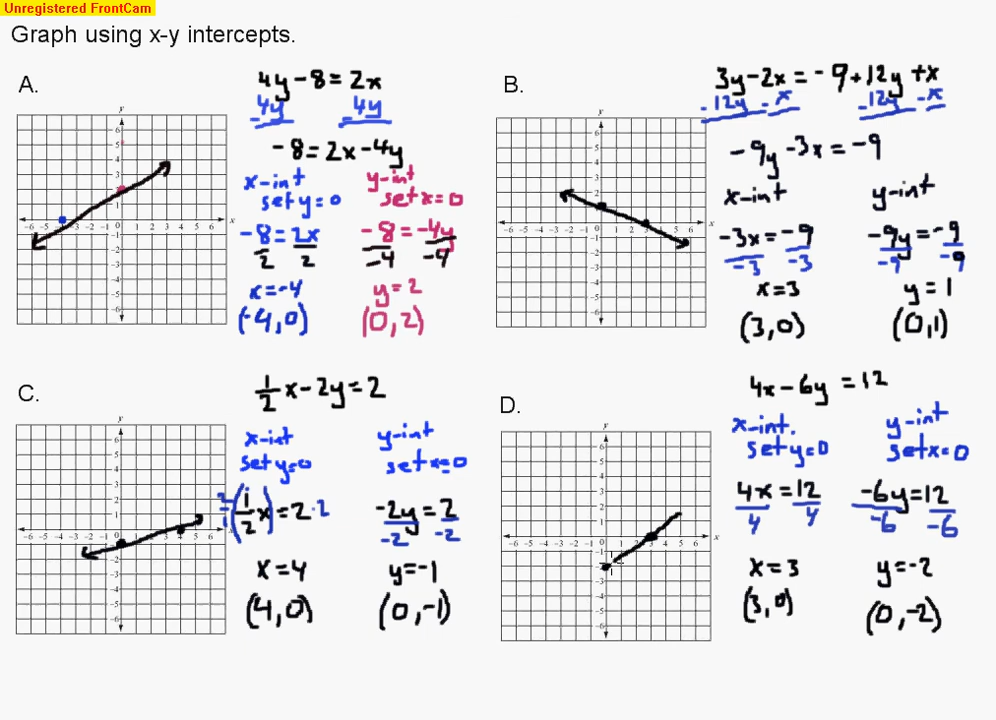 Unregistered FrontCam
Graph using x-y intercepts.
A.
4y - 8 = 2x
-4y -4y
-8 = 2x - 4y
x-int
set y = 0
-8 = 2x
2 2
x = -4
(-4, 0)
y-int
set x = 0
-8 = -4y
-4 -4
y = 2
(0, 2)
B.
3y - 2x = -9 + 12y + x
-12y -x -12y -x
-9y - 3x = -9
x-int
-3x = -9
-3 -3
x = 3
(3, 0)
y-int
-9y = -9
-9 -9
y = 1
(0, 1)
C.
1/2 x - 2y = 2
x-int
set y = 0
2/1 (1/2 x) = 2 · 2
x = 4
(4, 0)
y-int
set x = 0
-2y = 2
-2 -2
y = -1
(0, -1)
D.
4x - 6y = 12
x-int.
set y = 0
4x = 12
4 4
x = 3
(3, 0)
y-int
set x = 0
-6y = 12
-6 -6
y = -2
(0, -2)